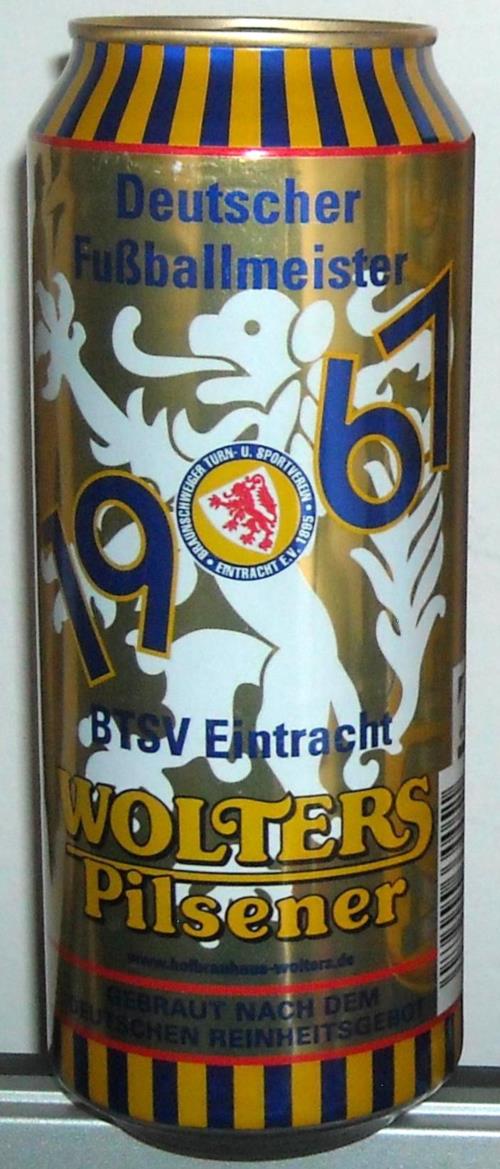 Deutscher
Fußballmeister
1967
BRAUNSCHWEIGER TURN- U. SPORTVEREIN • EINTRACHT E.V. 1895 •
BTSV Eintracht
WOLTERS
Pilsener
www.hofbrauhaus-wolters.de
GEBRAUT NACH DEM
DEUTSCHEN REINHEITSGEBOT